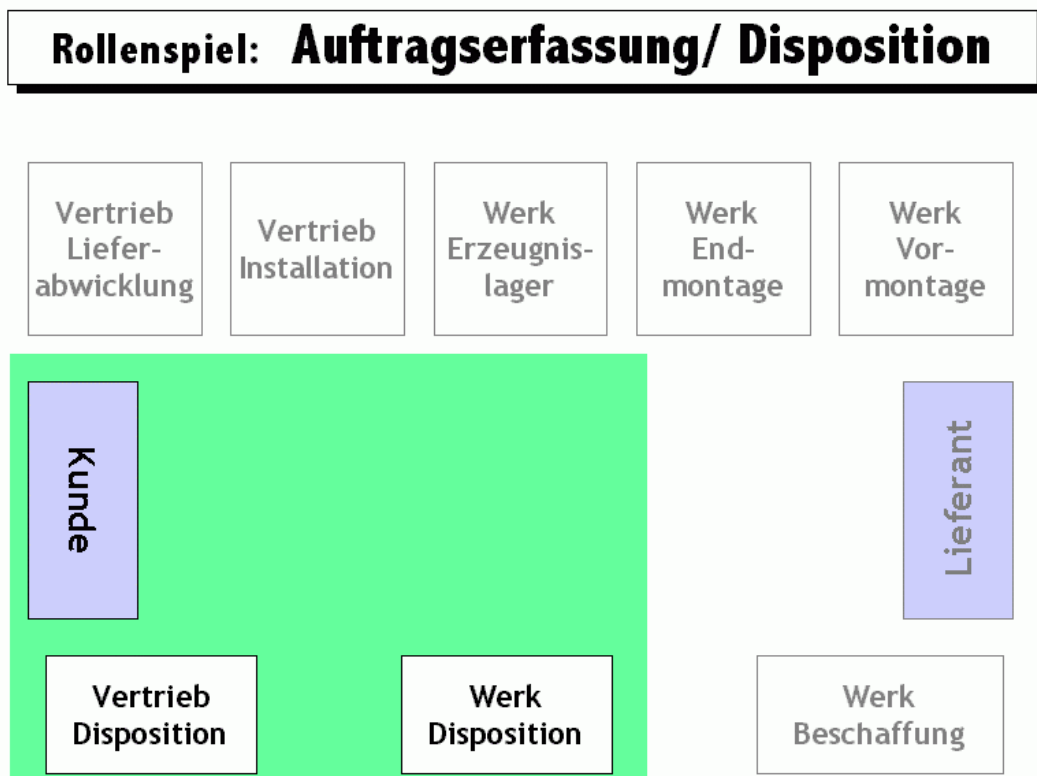 Rollenspiel: Auftragserfassung/ Disposition
Vertrieb
Liefer-
abwicklung
Vertrieb
Installation
Werk
Erzeugnis-
lager
Werk
End-
montage
Werk
Vor-
montage
Kunde
Lieferant
Vertrieb
Disposition
Werk
Disposition
Werk
Beschaffung